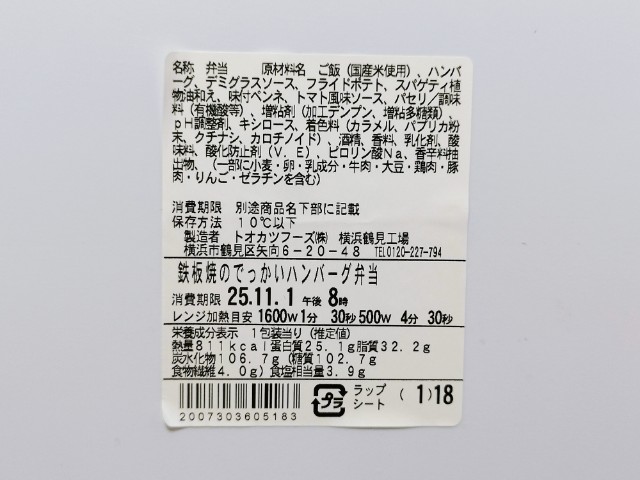 名称　弁当　　原材料名　ご飯（国産米使用）、ハンバ
ーグ、デミグラスソース、フライドポテト、スパゲティ植
物油和え、味付ペンネ、トマト風味ソース、パセリ/調味
料（有機酸等）、増粘剤（加工デンプン、増粘多糖類）、
ｐＨ調整剤、キシロース、着色料（カラメル、パプリカ粉
末、クチナシ、カロチノイド）、酒精、香料、乳化剤、酸
味料、酸化防止剤（Ｖ．Ｅ）、ピロリン酸Ｎａ、香辛料抽
出物、（一部に小麦・卵・乳成分・牛肉・大豆・鶏肉・豚
肉・りんご・ゼラチンを含む）
消費期限　別途商品名下部に記載
保存方法　１０℃以下
製造者　トオカツフーズ㈱　横浜鶴見工場
横浜市鶴見区矢向６－２０－４８　TEL0120-227-794
鉄板焼のでっかいハンバーグ弁当
消費期限 25.11.1 午後 8時
レンジ加熱目安 1600W 1分 30秒 500W 4分 30秒
栄養成分表示　１包装当り（推定値）
熱量８１１kcal蛋白質２５.１g脂質３２.２g
炭水化物１０６.７g（糖質１０２.７g
食物繊維４.０g）食塩相当量３.９g
2007303605183
プラ
ラップ
シート
( 1)18